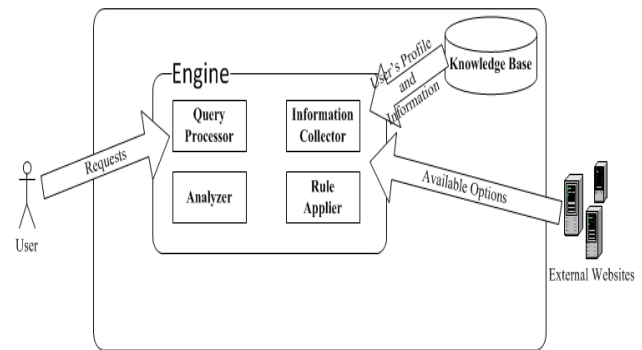 Engine
Query
Processor
Information
Collector
Analyzer
Rule
Applier
User's Profile
and
Information
Knowledge Base
Requests
User
Available Options
External Websites